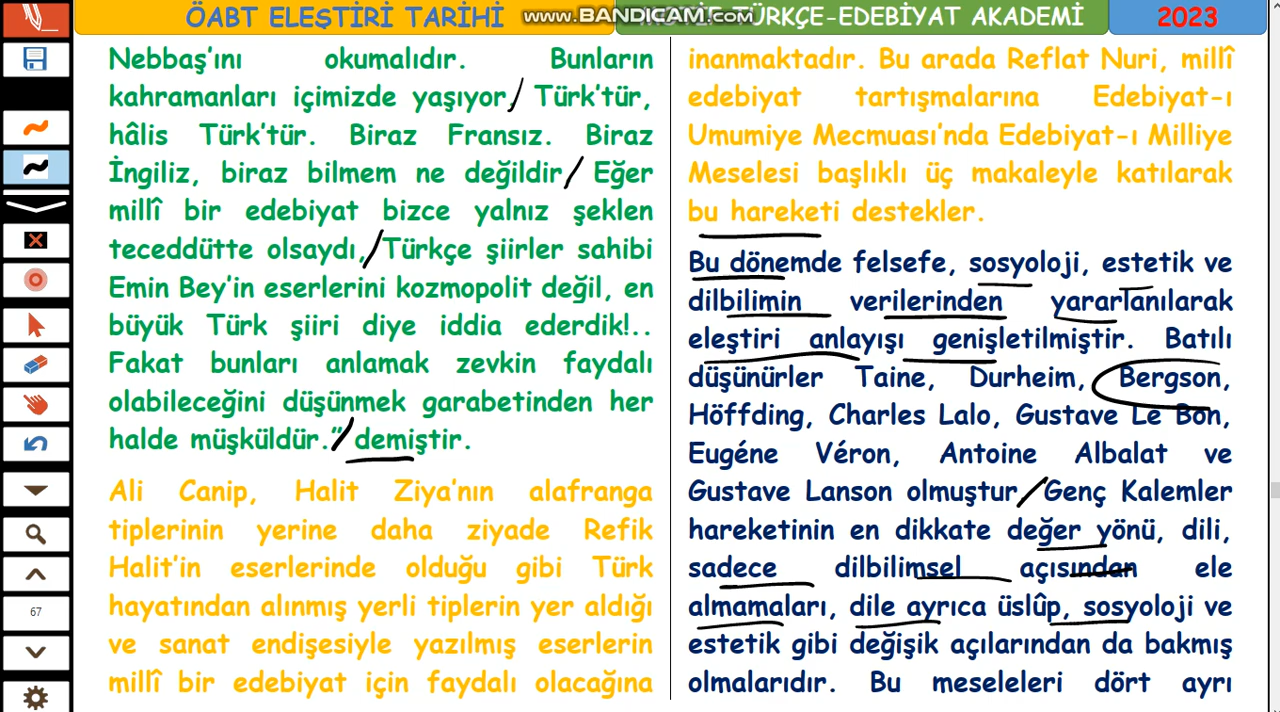 ÖABT ELEŞTİRİ TARİHİ
www.BANDICAM.com
TÜRKÇE-EDEBİYAT AKADEMİ
2023
Nebbaş’ını okumalıdır. Bunların
kahramanları içimizde yaşıyor, Türk’tür,
hâlis Türk’tür. Biraz Fransız. Biraz
İngiliz, biraz bilmem ne değildir. Eğer
millî bir edebiyat bizce yalnız şeklen
teceddütte olsaydı, Türkçe şiirler sahibi
Emin Bey’in eserlerini kozmopolit değil, en
büyük Türk şiiri diye iddia ederdik!..
Fakat bunları anlamak zevkin faydalı
olabileceğini düşünmek garabetinden her
halde müşküldür.” demiştir.
Ali Canip, Halit Ziya’nın alafranga
tiplerinin yerine daha ziyade Refik
Halit’in eserlerinde olduğu gibi Türk
hayatından alınmış yerli tiplerin yer aldığı
ve sanat endişesiyle yazılmış eserlerin
millî bir edebiyat için faydalı olacağına
inanmaktadır. Bu arada Reflat Nuri, millî
edebiyat tartışmalarına Edebiyat-ı
Umumiye Mecmuası’nda Edebiyat-ı Milliye
Meselesi başlıklı üç makaleyle katılarak
bu hareketi destekler.
Bu dönemde felsefe, sosyoloji, estetik ve
dilbilimin verilerinden yararlanılarak
eleştiri anlayışı genişletilmiştir. Batılı
düşünürler Taine, Durheim, Bergson,
Höffding, Charles Lalo, Gustave Le Bon,
Eugéne Véron, Antoine Albalat ve
Gustave Lanson olmuştur. Genç Kalemler
hareketinin en dikkate değer yönü, dili,
sadece dilbilimsel açısından ele
almamaları, dile ayrıca üslûp, sosyoloji ve
estetik gibi değişik açılarından da bakmış
olmalarıdır. Bu meseleleri dört ayrı
67